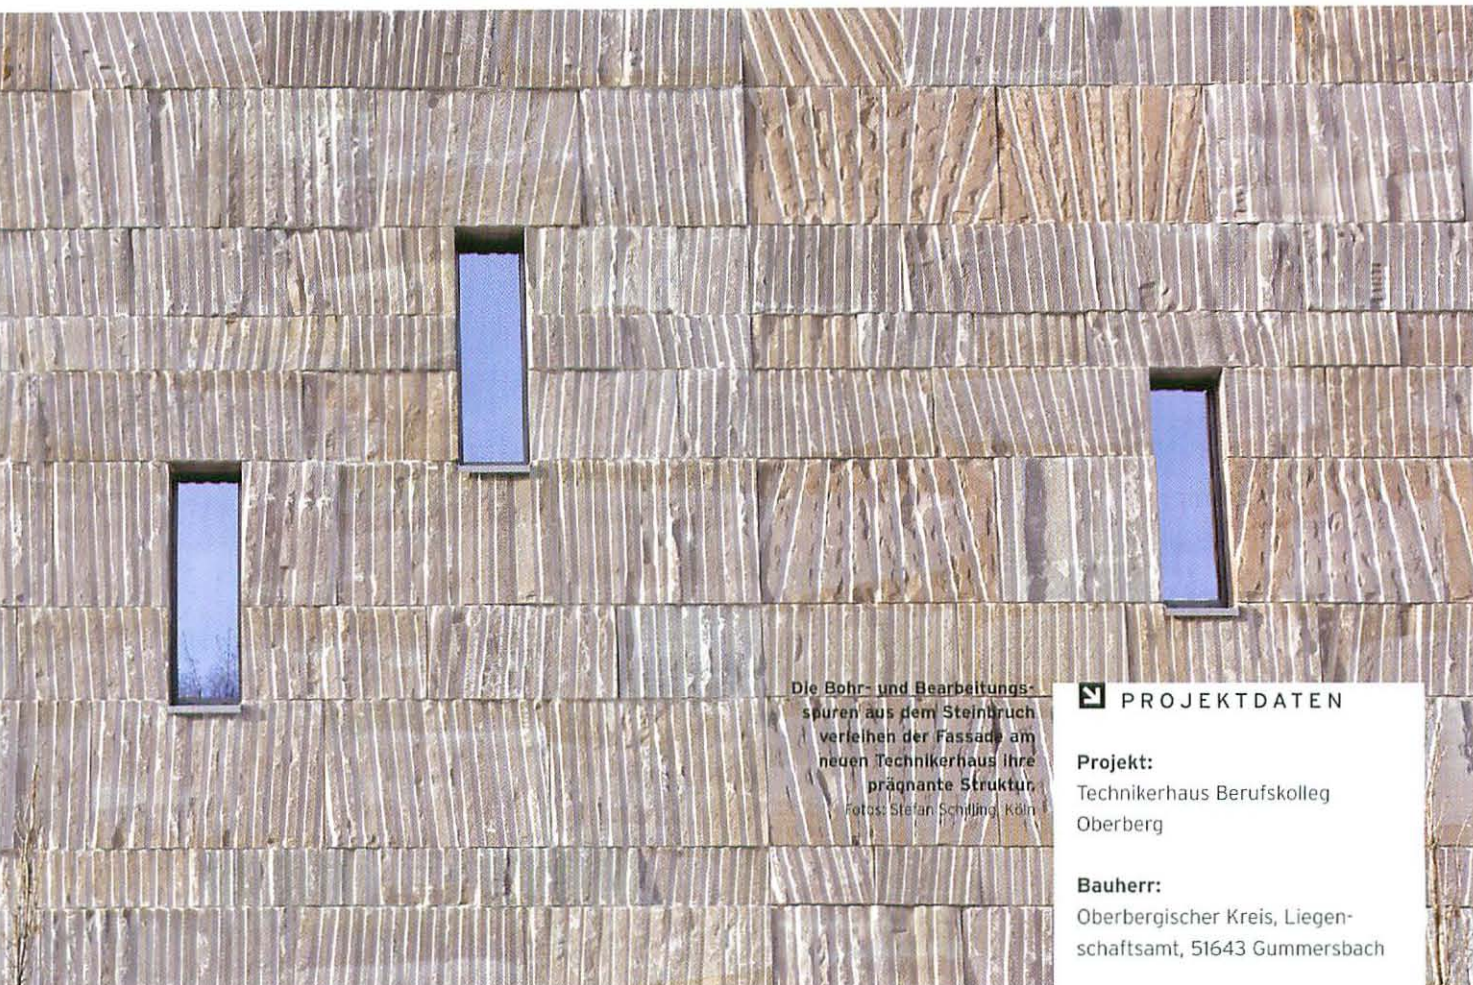 Die Bohr- und Bearbeitungs-
spuren aus dem Steinbruch
verleihen der Fassade am
neuen Technikerhaus ihre
prägnante Struktur.
Fotos: Stefan Schilling, Köln
PROJEKTDATEN
Projekt:
Technikerhaus Berufskolleg
Oberberg
Bauherr:
Oberbergischer Kreis, Liegen-
schaftsamt, 51643 Gummersbach